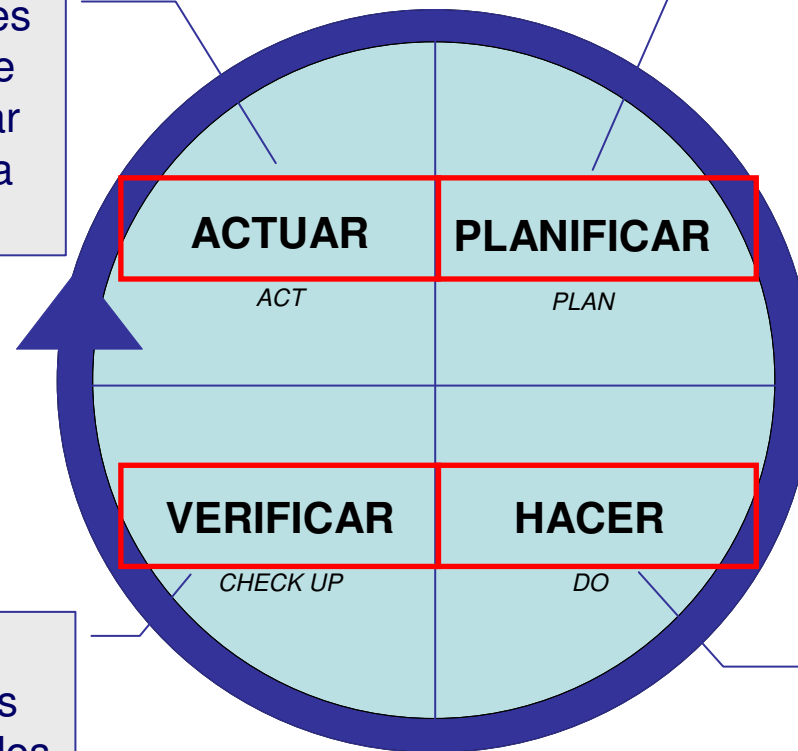 ACTUAR
ACT
PLANIFICAR
PLAN
VERIFICAR
CHECK UP
HACER
DO